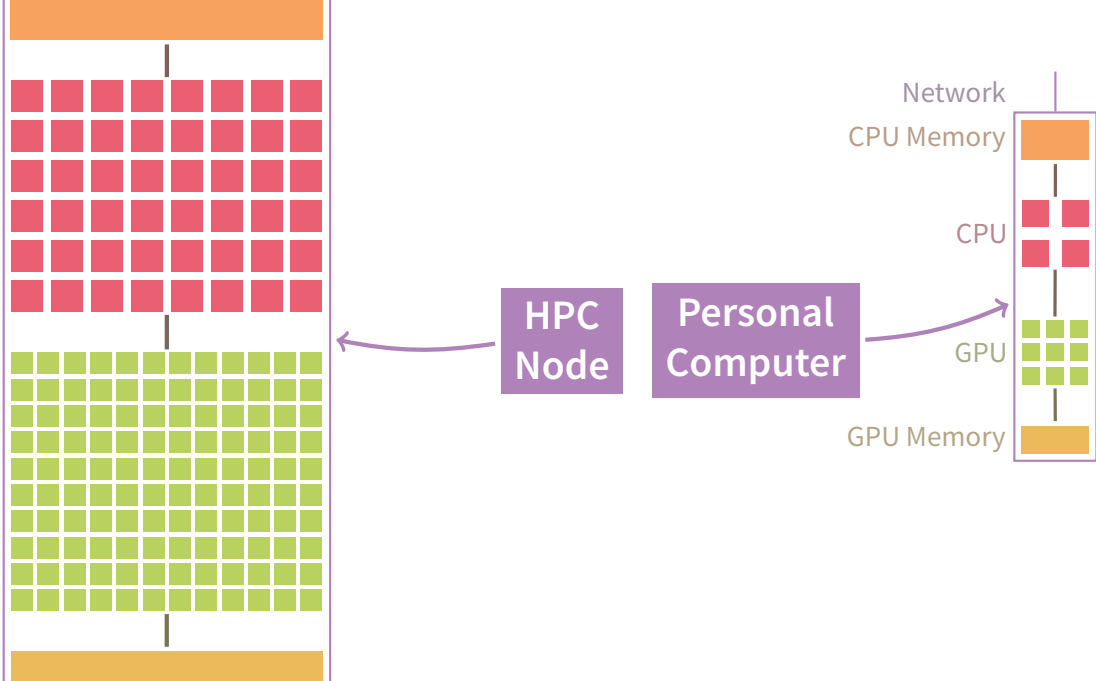 Network
CPU Memory
CPU
HPC
Node
Personal
Computer
GPU
GPU Memory